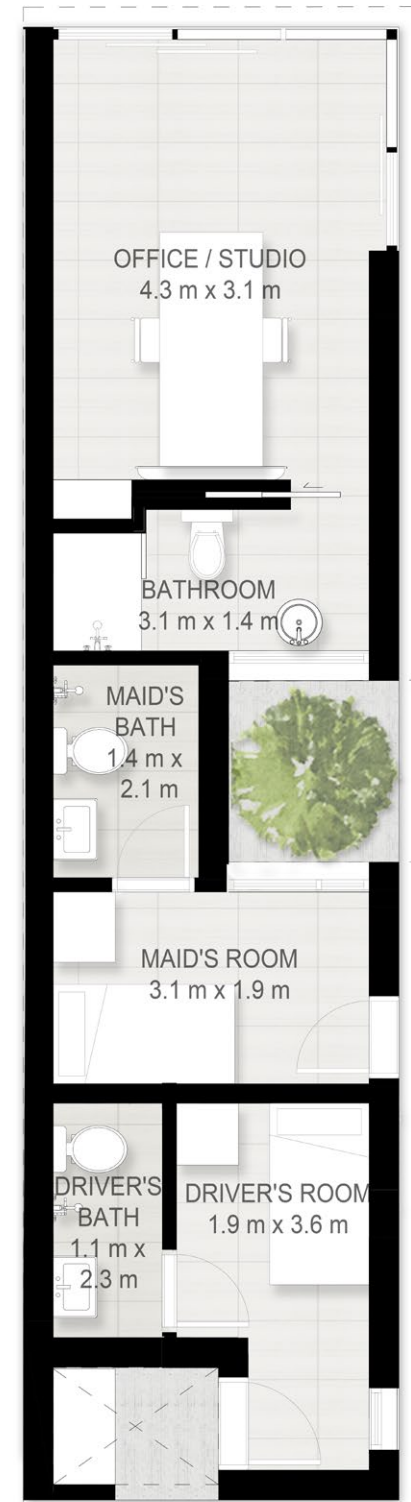 OFFICE / STUDIO
4.3 m x 3.1 m
BATHROOM
3.1 m x 1.4 m
MAID'S
BATH
1.4 m x
2.1 m
MAID'S ROOM
3.1 m x 1.9 m
DRIVER'S
BATH
1.1 m x
2.3 m
DRIVER'S ROOM
1.9 m x 3.6 m